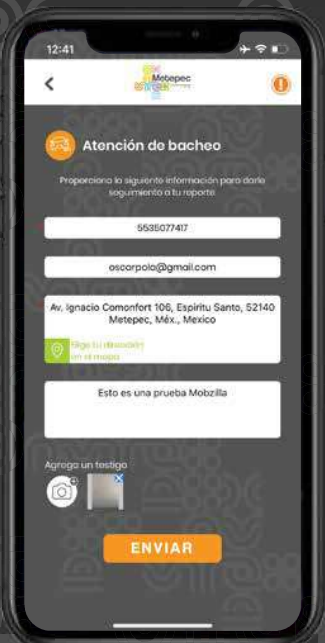 12:41
Metepec
Atención de bacheo
Proporciona la siguiente información para darle
seguimiento a tu reporte
5535077417
oscarpolo@gmail.com
Av. Ignacio Comonfort 106, Espíritu Santo, 52140
Metepec, Méx., Mexico
Elige tu dirección
en el mapa
Esto es una prueba Mobzilla
Agrega un testigo
ENVIAR